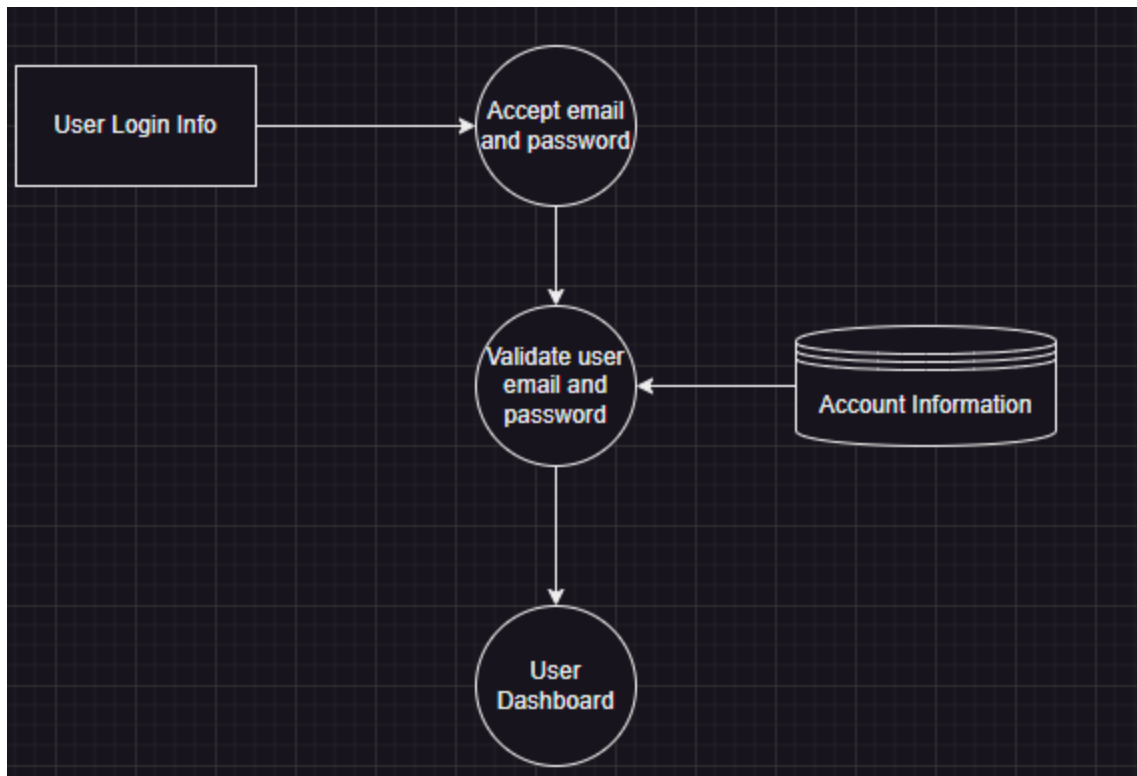 User Login Info
Accept email
and password
Validate user
email and
password
Account Information
User
Dashboard